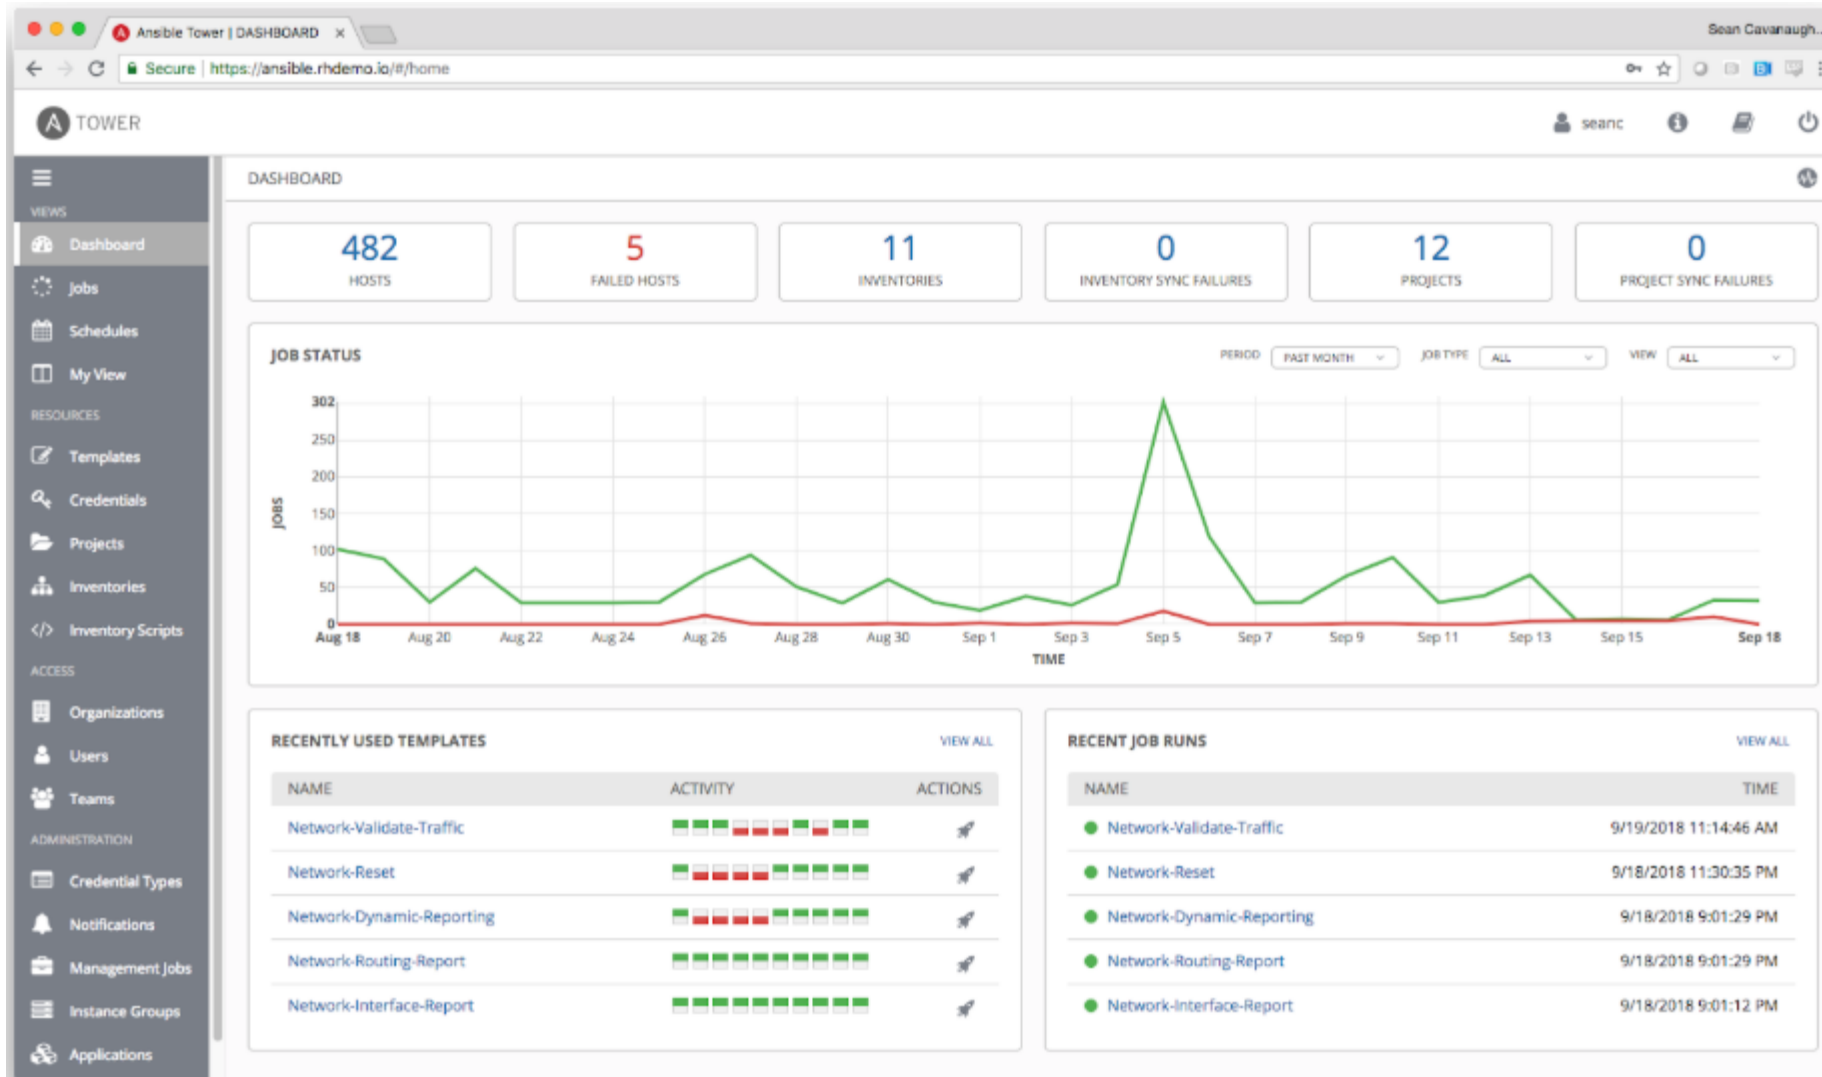 Ansible Tower | DASHBOARD
Sean Cavanaugh...
Secure | https://ansible.rhdemo.io/#/home
TOWER
seanc
VIEWS
Dashboard
Jobs
Schedules
My View
RESOURCES
Templates
Credentials
Projects
Inventories
Inventory Scripts
ACCESS
Organizations
Users
Teams
ADMINISTRATION
Credential Types
Notifications
Management Jobs
Instance Groups
Applications
DASHBOARD
482 5 11 0 12 0
HOSTS FAILED HOSTS INVENTORIES INVENTORY SYNC FAILURES PROJECTS PROJECT SYNC FAILURES
JOB STATUS PERIOD PAST MONTH JOB TYPE ALL VIEW ALL
302
250
200
150
100
50
0
JOBS
Aug 18 Aug 20 Aug 22 Aug 24 Aug 26 Aug 28 Aug 30 Sep 1 Sep 3 Sep 5 Sep 7 Sep 9 Sep 11 Sep 13 Sep 15 Sep 18
TIME
RECENTLY USED TEMPLATES VIEW ALL
NAME ACTIVITY ACTIONS
Network-Validate-Traffic
Network-Reset
Network-Dynamic-Reporting
Network-Routing-Report
Network-Interface-Report
RECENT JOB RUNS VIEW ALL
NAME TIME
Network-Validate-Traffic 9/19/2018 11:14:46 AM
Network-Reset 9/18/2018 11:30:35 PM
Network-Dynamic-Reporting 9/18/2018 9:01:29 PM
Network-Routing-Report 9/18/2018 9:01:29 PM
Network-Interface-Report 9/18/2018 9:01:12 PM